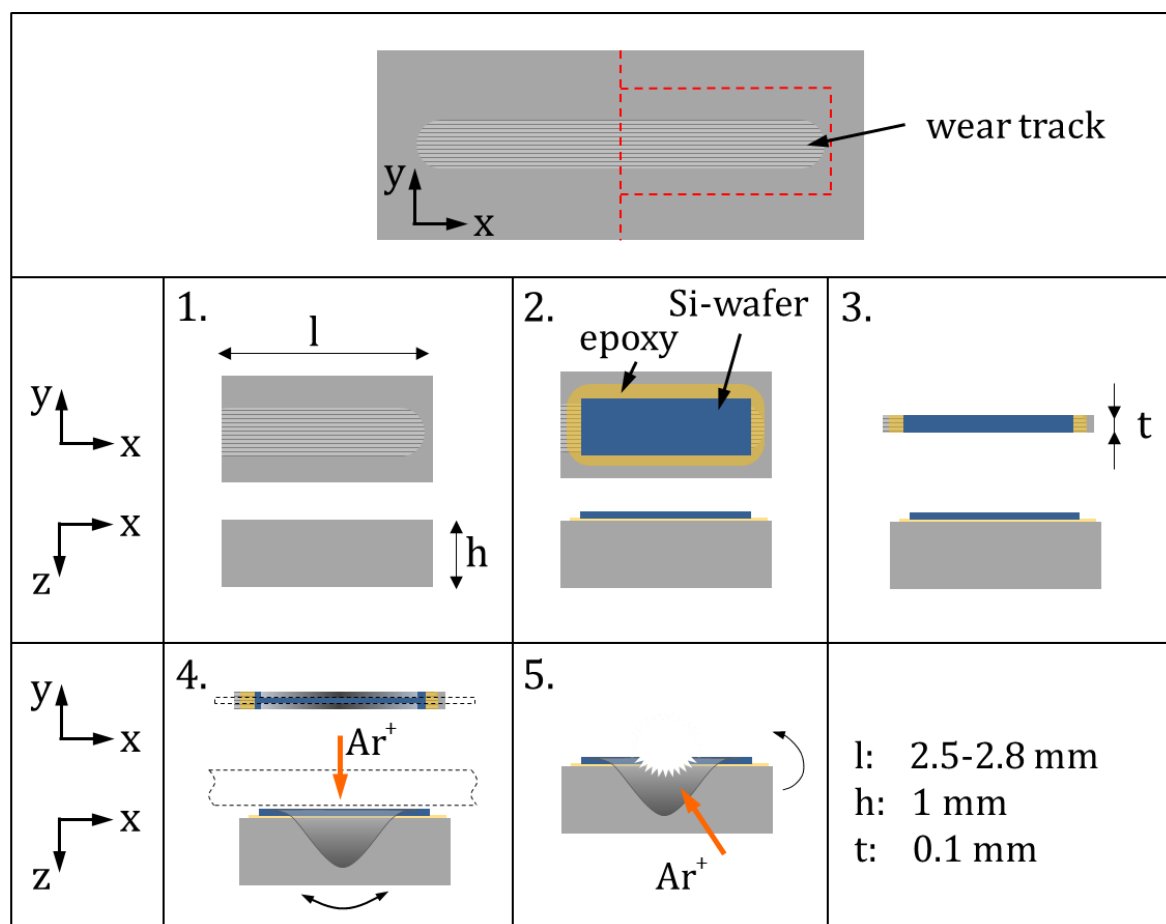 wear track
y
x
1.
l
h
2.
Si-wafer
epoxy
3.
t
y
x
x
z
4.
Ar⁺
5.
Ar⁺
y
x
x
z
l: 2.5-2.8 mm
h: 1 mm
t: 0.1 mm